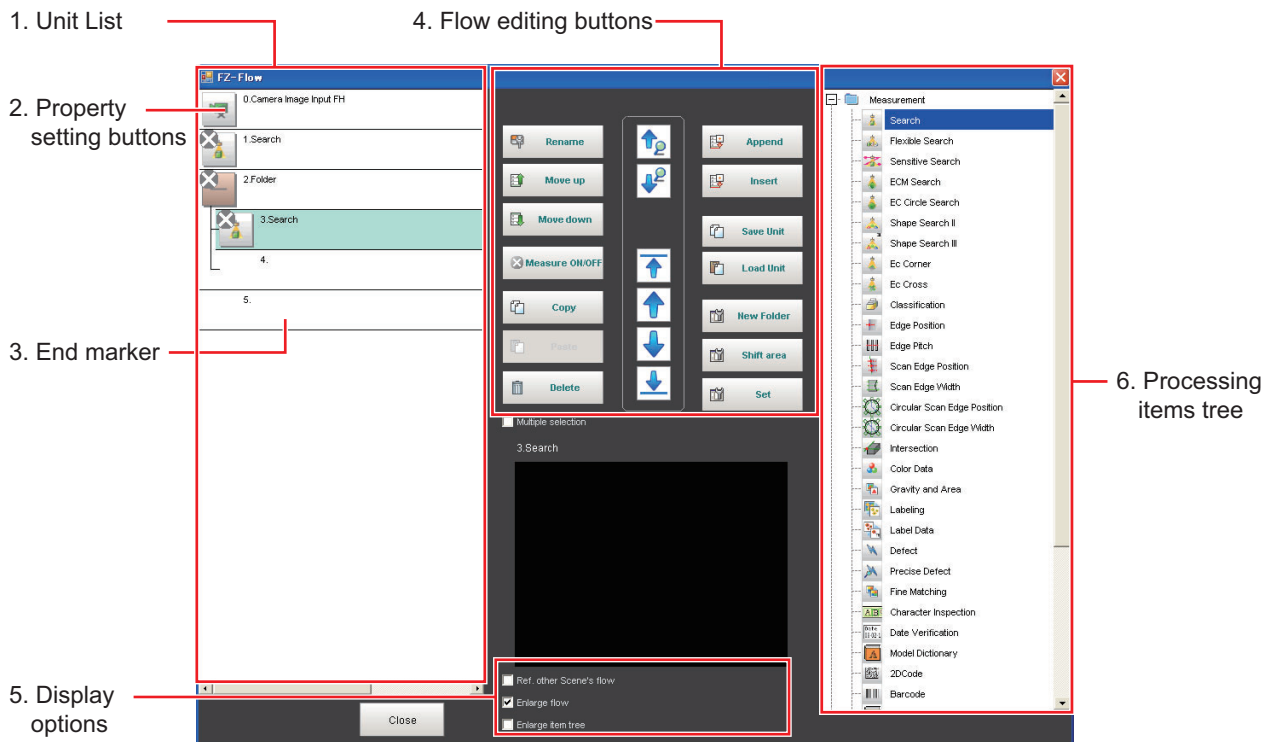 1. Unit List
4. Flow editing buttons
FZ-Flow
2. Property
setting buttons
0.Camera Image Input FH
1.Search
2.Folder
3.Search
4.
5.
3. End marker
Rename
Move up
Move down
Measure ON/OFF
Copy
Paste
Delete
Append
Insert
Save Unit
Load Unit
New Folder
Shift area
Set
Multiple selection
3.Search
5. Display
options
Ref. other Scene's flow
Enlarge flow
Enlarge item tree
Close
Measurement
Search
Flexible Search
Sensitive Search
ECM Search
EC Circle Search
Shape Search II
Shape Search III
Ec Corner
Ec Cross
Classification
Edge Position
Edge Pitch
Scan Edge Position
Scan Edge Width
Circular Scan Edge Position
Circular Scan Edge Width
Intersection
Color Data
Gravity and Area
Labeling
Label Data
Defect
Precise Defect
Fine Matching
Character Inspection
Date Verification
Model Dictionary
2DCode
Barcode
6. Processing
items tree